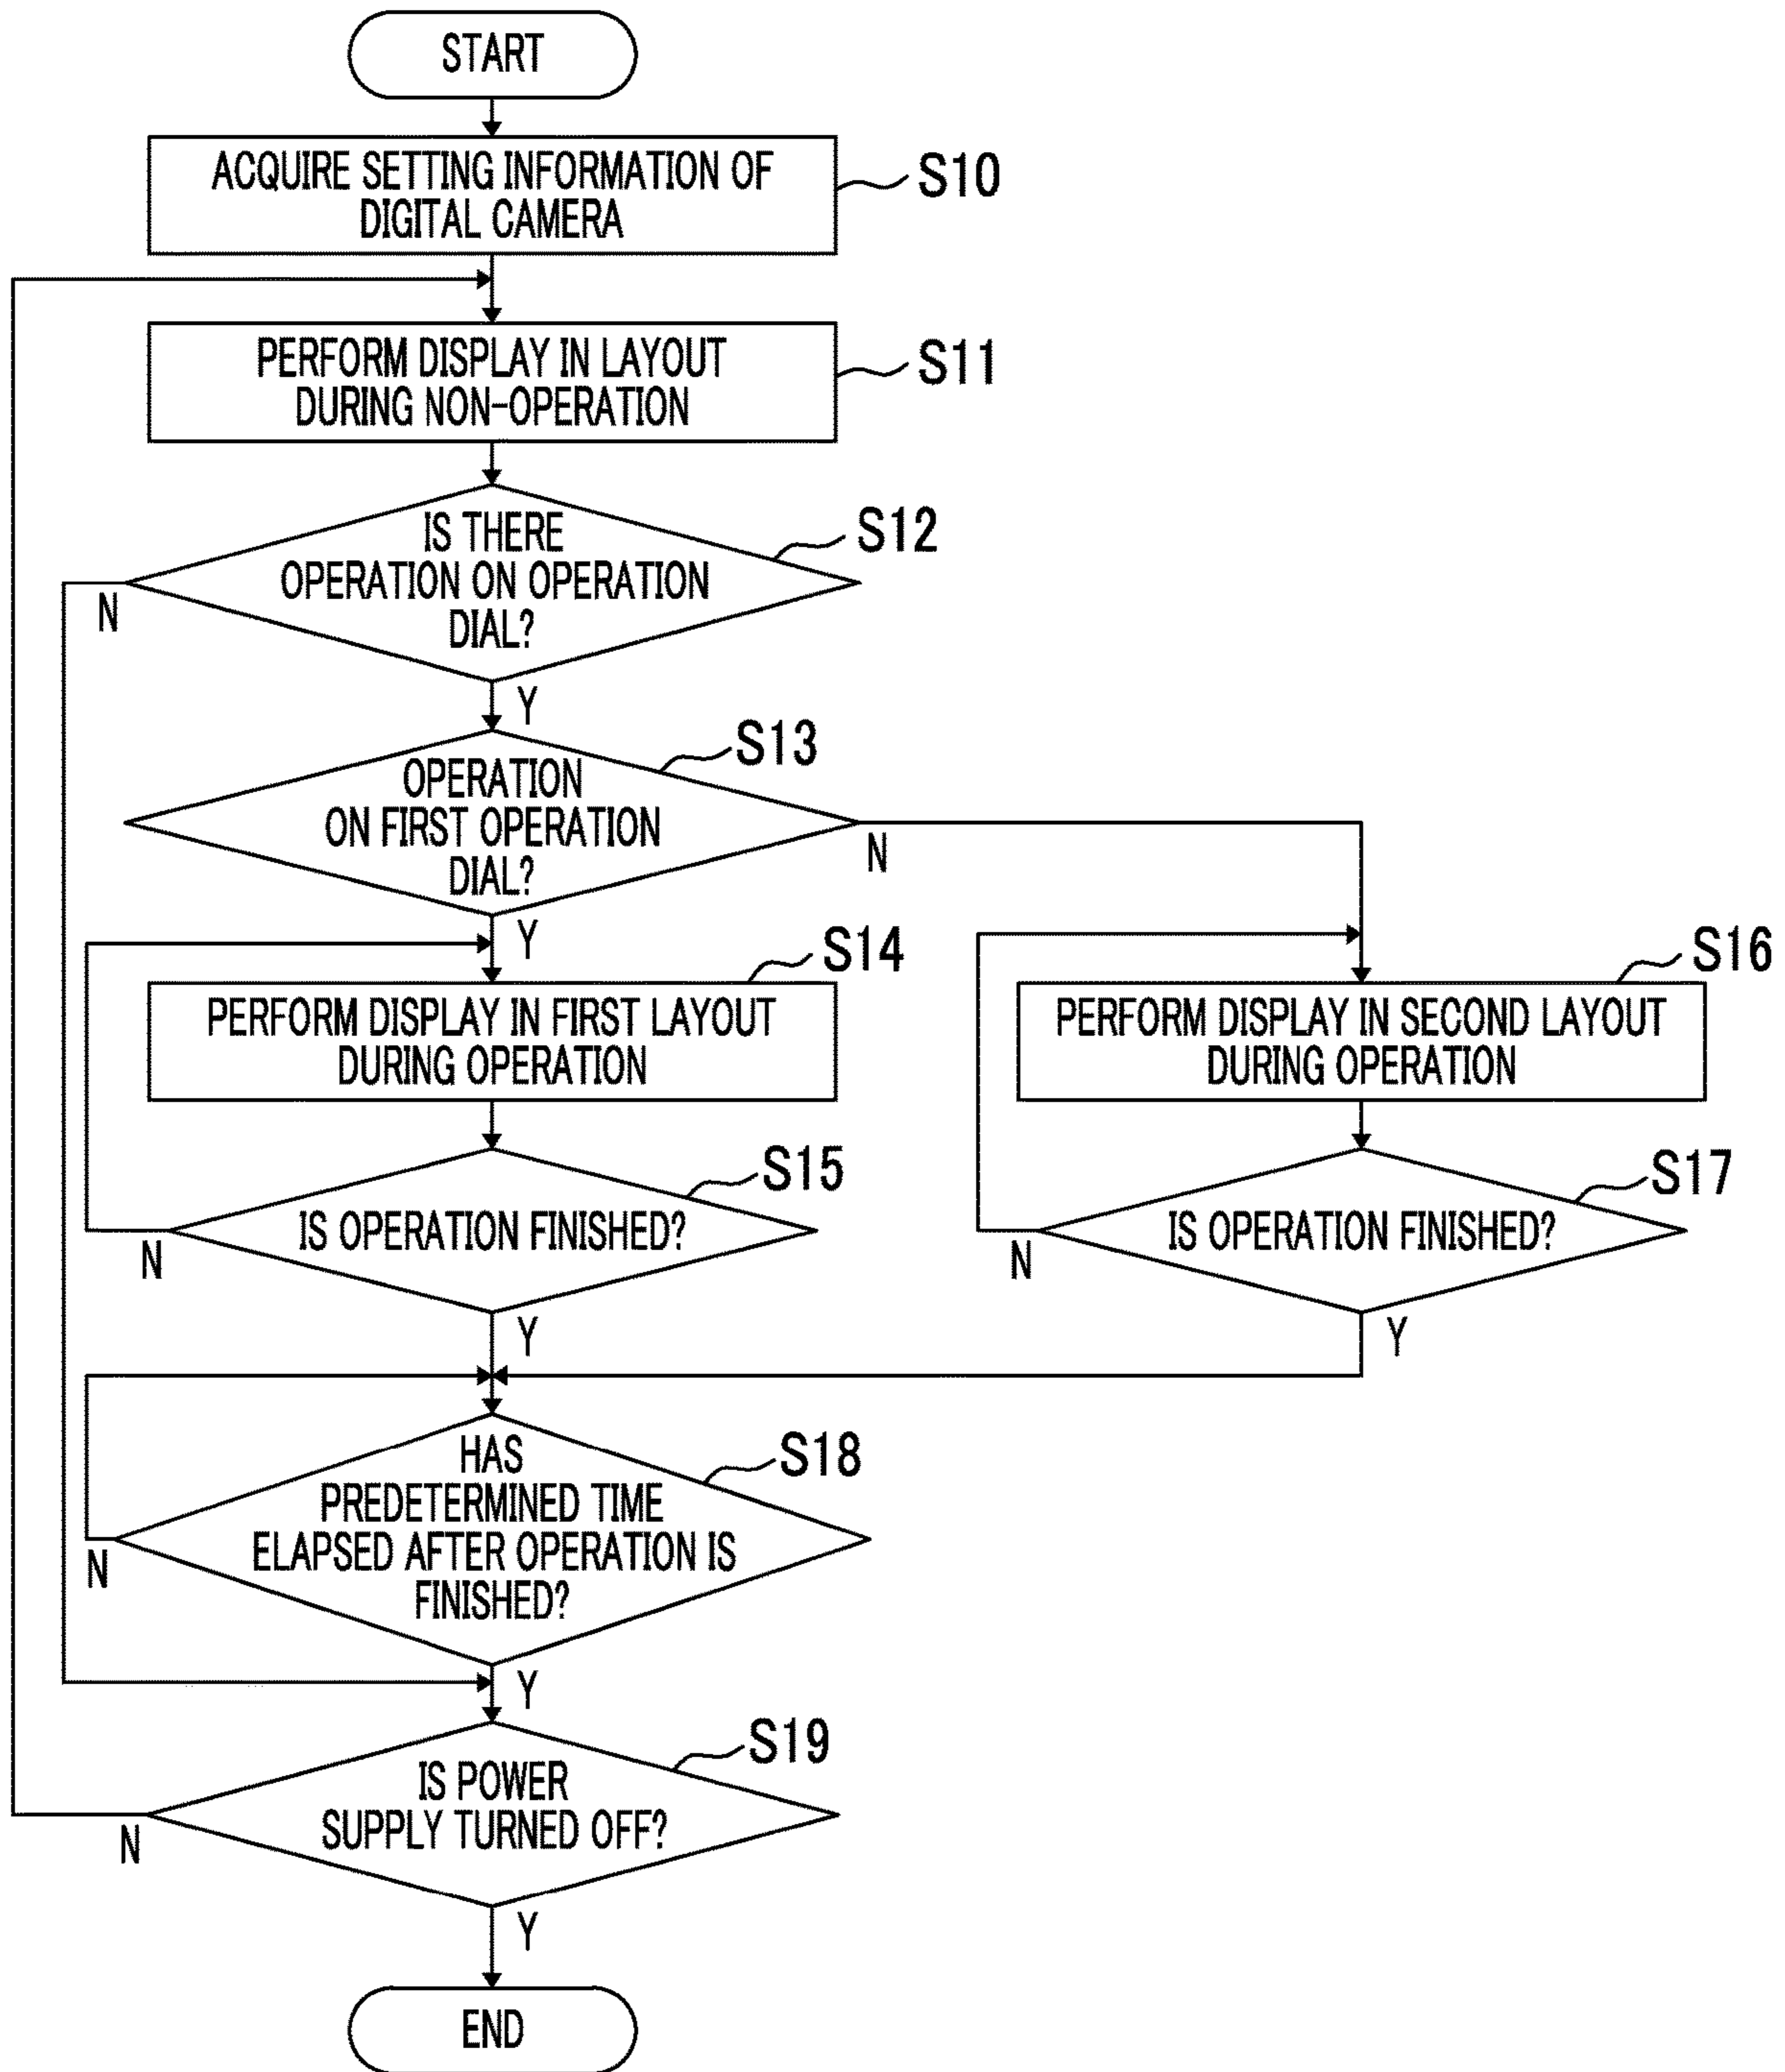 START
ACQUIRE SETTING INFORMATION OF
DIGITAL CAMERA
S10
PERFORM DISPLAY IN LAYOUT
DURING NON-OPERATION
S11
IS THERE
OPERATION ON OPERATION
DIAL?
S12
N
Y
OPERATION
ON FIRST OPERATION
DIAL?
S13
N
Y
PERFORM DISPLAY IN FIRST LAYOUT
DURING OPERATION
S14
PERFORM DISPLAY IN SECOND LAYOUT
DURING OPERATION
S16
IS OPERATION FINISHED?
S15
N
Y
IS OPERATION FINISHED?
S17
N
Y
HAS
PREDETERMINED TIME
ELAPSED AFTER OPERATION IS
FINISHED?
S18
N
Y
IS POWER
SUPPLY TURNED OFF?
S19
N
Y
END